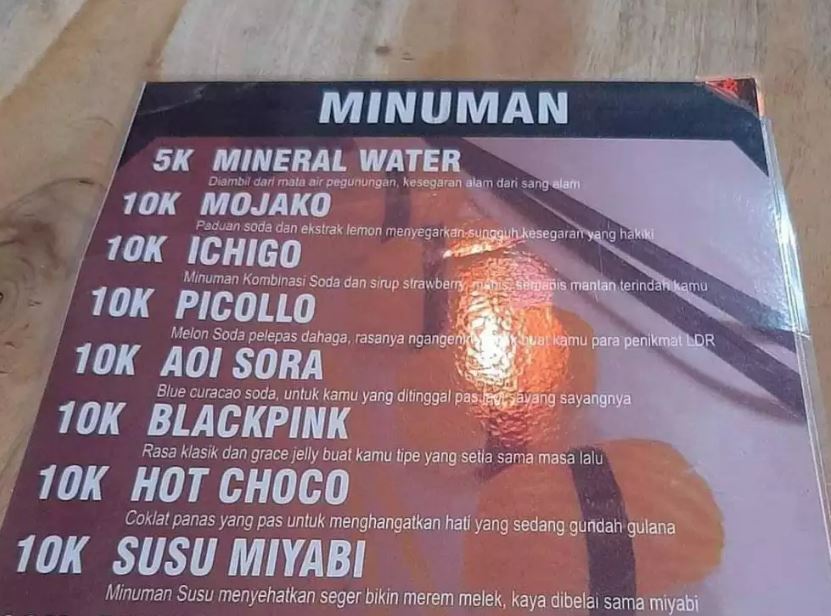 MINUMAN
5K MINERAL WATER
Diambil dari mata air pegunungan, kesegaran alam dari sang alam
10K MOJAKO
Paduan soda dan ekstrak lemon menyegarkan sungguh kesegaran yang hakiki
10K ICHIGO
Minuman Kombinasi Soda dan sirup strawberry, manis, semanis mantan terindah kamu
10K PICOLLO
Melon Soda pelepas dahaga, rasanya ngangenin buat kamu para penikmat LDR
10K AOI SORA
Blue curacao soda, untuk kamu yang ditinggal pas lagi sayang sayangnya
10K BLACKPINK
Rasa klasik dan grace jelly buat kamu tipe yang setia sama masa lalu
10K HOT CHOCO
Coklat panas yang pas untuk menghangatkan hati yang sedang gundah gulana
10K SUSU MIYABI
Minuman Susu menyehatkan seger bikin merem melek, kaya dibelai sama miyabi